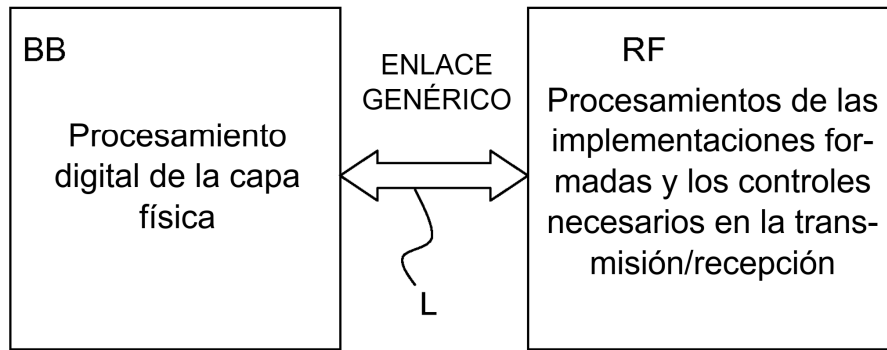 BB
Procesamiento
digital de la capa
física
ENLACE
GENÉRICO
L
RF
Procesamientos de las
implementaciones for-
madas y los controles
necesarios en la trans-
misión/recepción